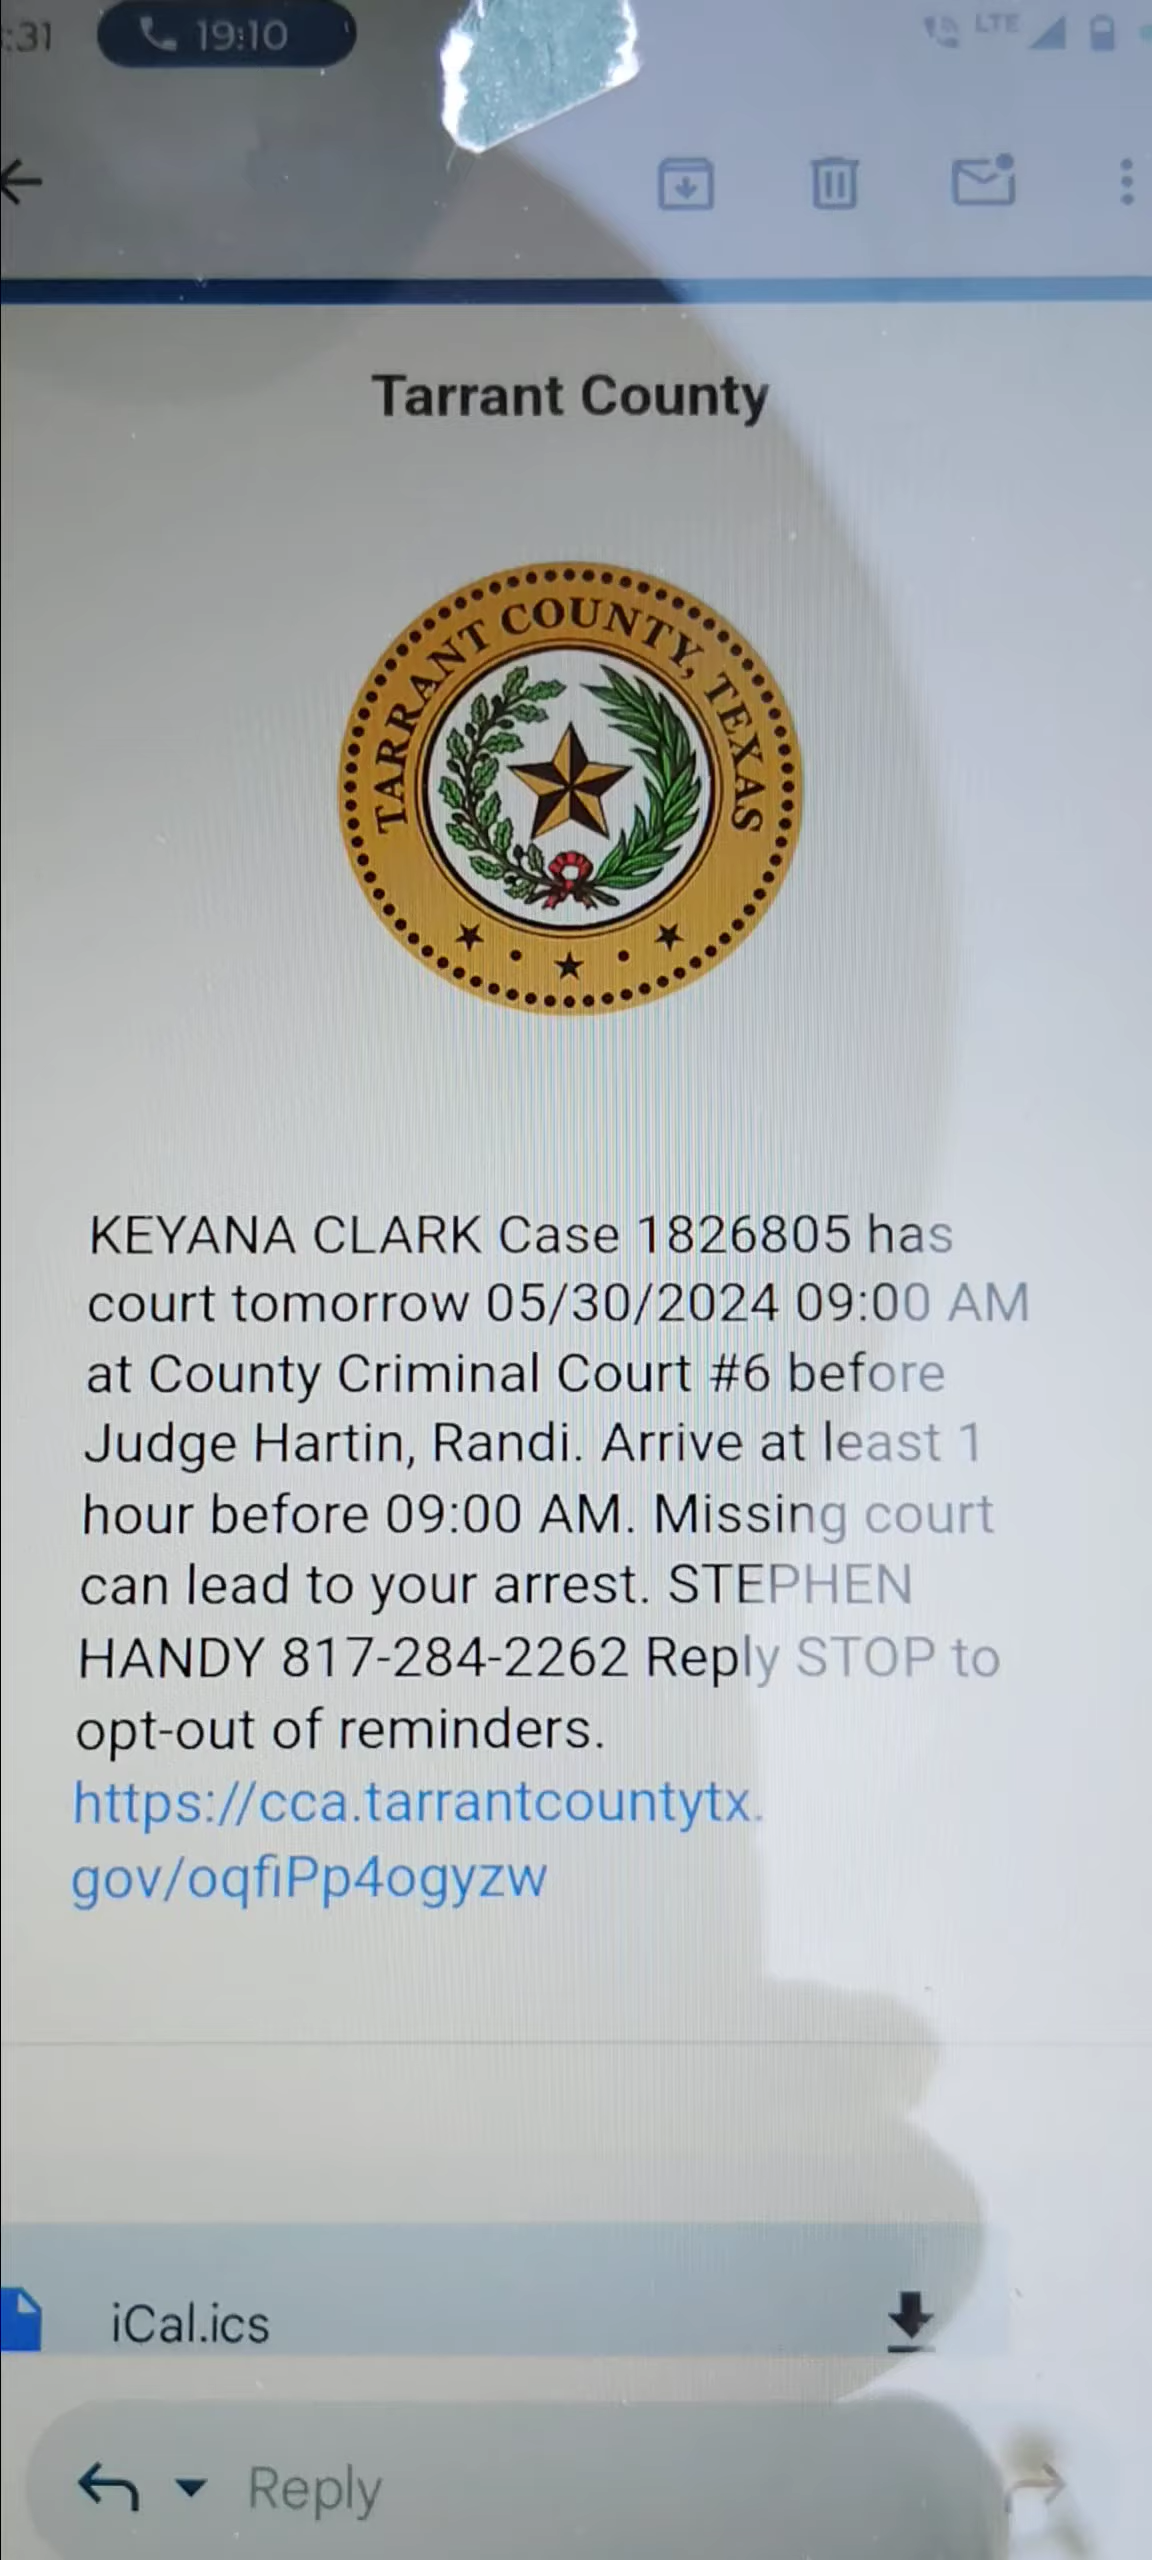 :31 19:10 LTE
Tarrant County
TARRANT COUNTY, TEXAS
KEYANA CLARK Case 1826805 has
court tomorrow 05/30/2024 09:00 AM
at County Criminal Court #6 before
Judge Hartin, Randi. Arrive at least 1
hour before 09:00 AM. Missing court
can lead to your arrest. STEPHEN
HANDY 817-284-2262 Reply STOP to
opt-out of reminders.
https://cca.tarrantcountytx.
gov/oqfiPp4ogyzw
iCal.ics
Reply